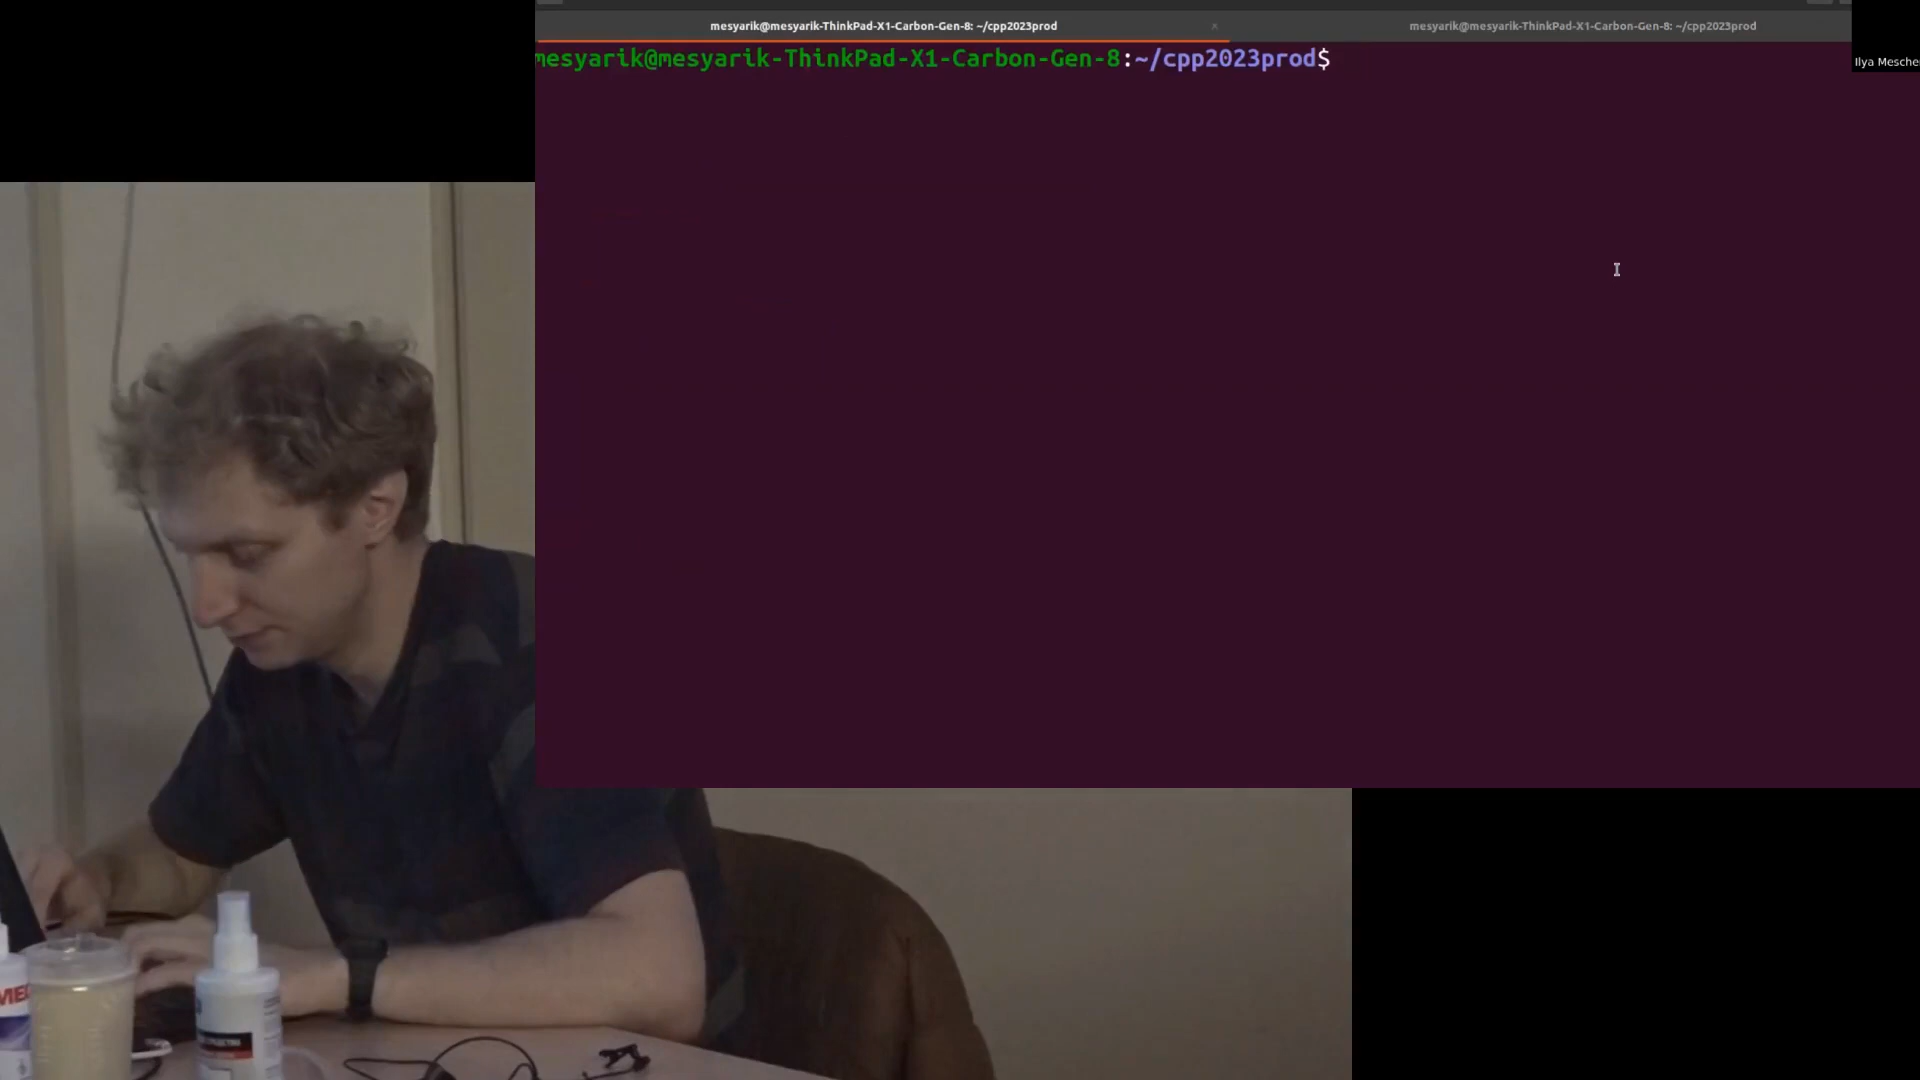 mesyarik@mesyarik-ThinkPad-X1-Carbon-Gen-8: ~/cpp2023prod
mesyarik@mesyarik-ThinkPad-X1-Carbon-Gen-8: ~/cpp2023prod
Ilya Mescher
mesyarik@mesyarik-ThinkPad-X1-Carbon-Gen-8:~/cpp2023prod$